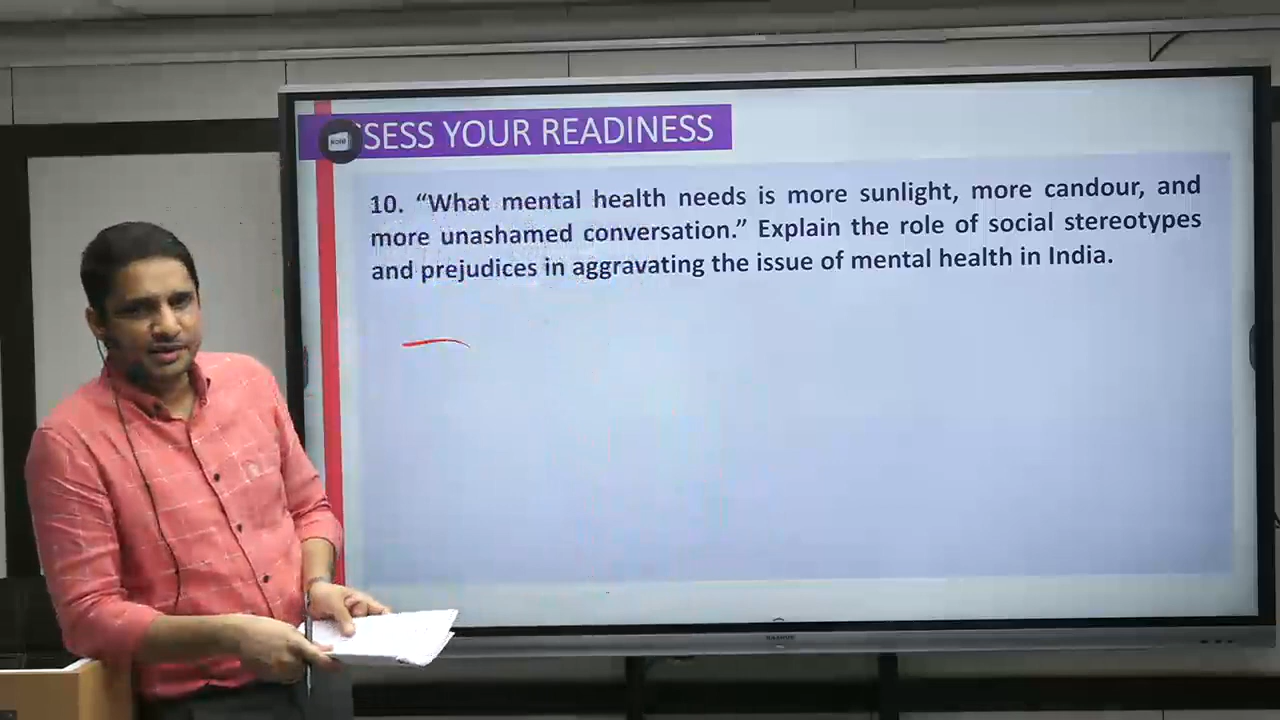 SESS YOUR READINESS
10. “What mental health needs is more sunlight, more candour, and
more unashamed conversation.” Explain the role of social stereotypes
and prejudices in aggravating the issue of mental health in India.